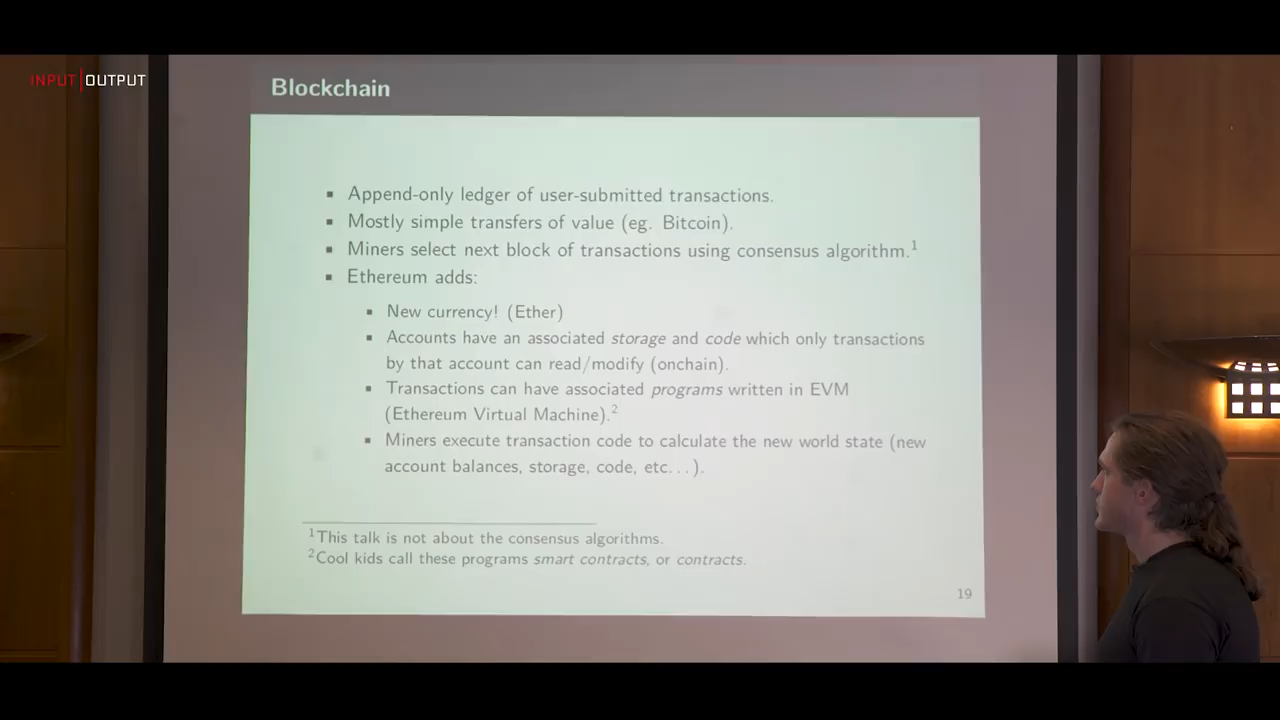 INPUT|OUTPUT
Blockchain
▪ Append-only ledger of user-submitted transactions.
▪ Mostly simple transfers of value (eg. Bitcoin).
▪ Miners select next block of transactions using consensus algorithm.¹
▪ Ethereum adds:
▪ New currency! (Ether)
▪ Accounts have an associated storage and code which only transactions
by that account can read/modify (onchain).
▪ Transactions can have associated programs written in EVM
(Ethereum Virtual Machine).²
▪ Miners execute transaction code to calculate the new world state (new
account balances, storage, code, etc...).
¹This talk is not about the consensus algorithms.
²Cool kids call these programs smart contracts, or contracts.
19